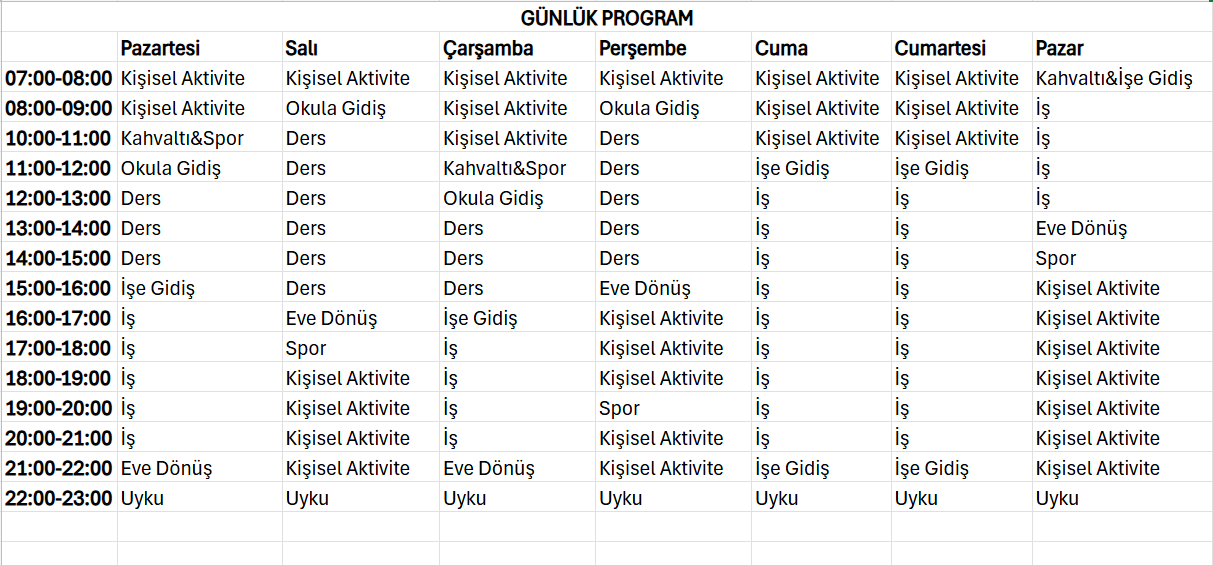 GÜNLÜK PROGRAM
Pazartesi Salı Çarşamba Perşembe Cuma Cumartesi Pazar
07:00-08:00 Kişisel Aktivite Kişisel Aktivite Kişisel Aktivite Kişisel Aktivite Kişisel Aktivite Kişisel Aktivite Kahvaltı&İşe Gidiş
08:00-09:00 Kişisel Aktivite Okula Gidiş Kişisel Aktivite Okula Gidiş Kişisel Aktivite Kişisel Aktivite İş
10:00-11:00 Kahvaltı&Spor Ders Kişisel Aktivite Ders Kişisel Aktivite Kişisel Aktivite İş
11:00-12:00 Okula Gidiş Ders Kahvaltı&Spor Ders İşe Gidiş İşe Gidiş İş
12:00-13:00 Ders Ders Okula Gidiş Ders İş İş İş
13:00-14:00 Ders Ders Ders Ders İş İş Eve Dönüş
14:00-15:00 Ders Ders Ders Ders İş İş Spor
15:00-16:00 İşe Gidiş Ders Ders Eve Dönüş İş İş Kişisel Aktivite
16:00-17:00 İş Eve Dönüş İşe Gidiş Kişisel Aktivite İş İş Kişisel Aktivite
17:00-18:00 İş Spor İş Kişisel Aktivite İş İş Kişisel Aktivite
18:00-19:00 İş Kişisel Aktivite İş Kişisel Aktivite İş İş Kişisel Aktivite
19:00-20:00 İş Kişisel Aktivite İş Spor İş İş Kişisel Aktivite
20:00-21:00 İş Kişisel Aktivite İş Kişisel Aktivite İş İş Kişisel Aktivite
21:00-22:00 Eve Dönüş Kişisel Aktivite Eve Dönüş Kişisel Aktivite İşe Gidiş İşe Gidiş Kişisel Aktivite
22:00-23:00 Uyku Uyku Uyku Uyku Uyku Uyku Uyku